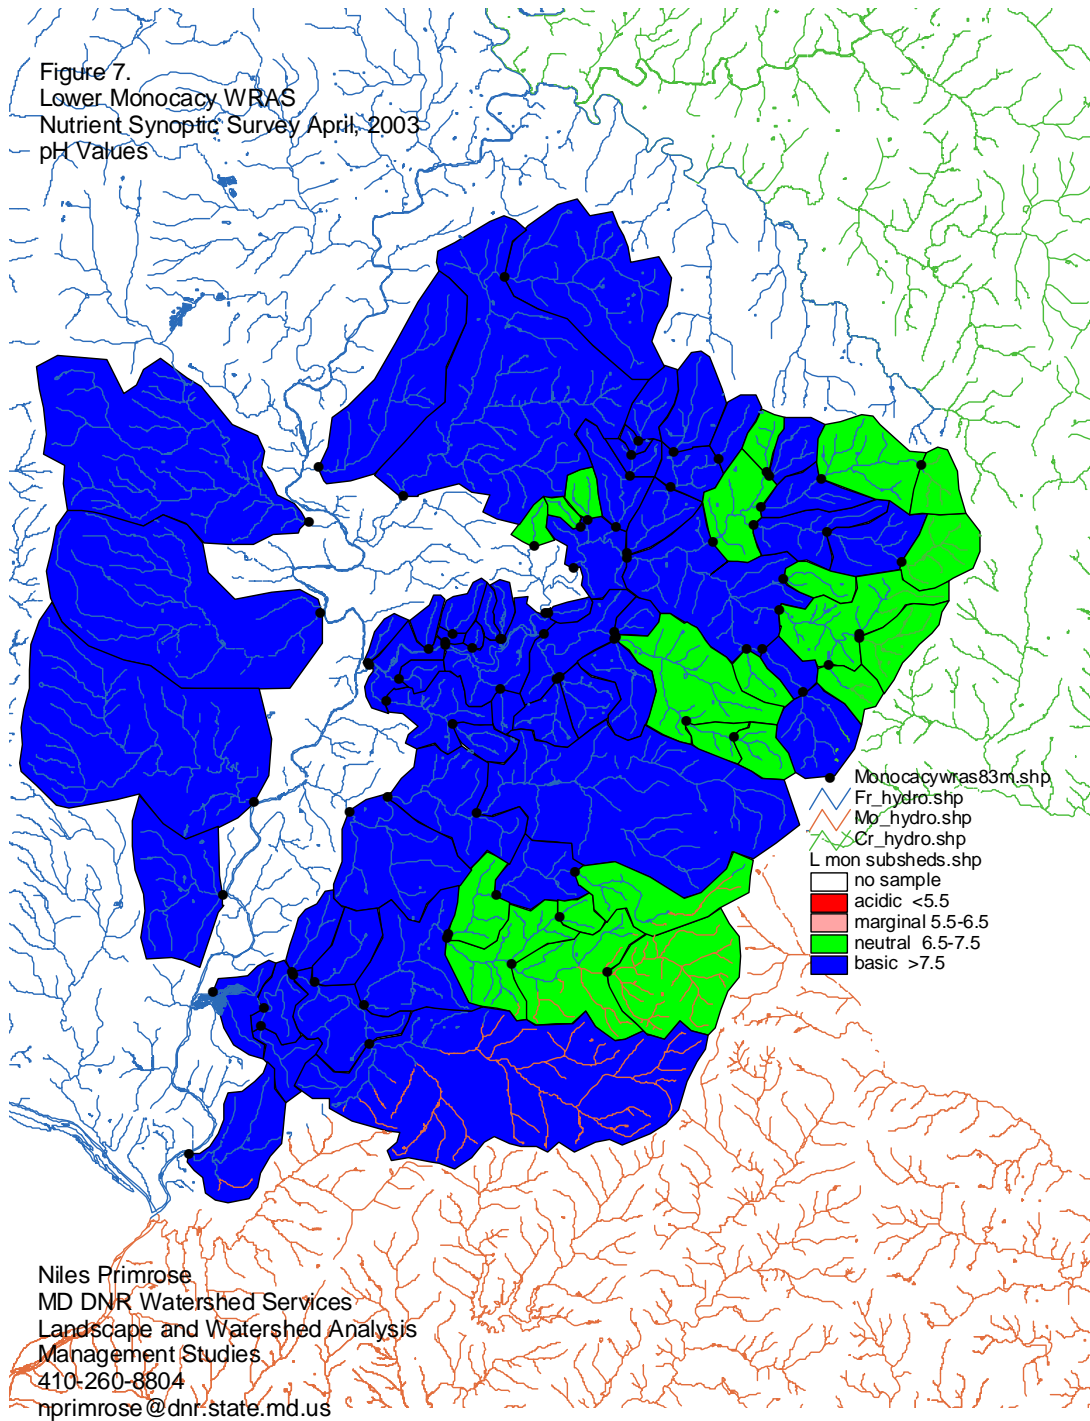 Figure 7.
Lower Monocacy WRAS
Nutrient Synoptic Survey April, 2003
pH Values
Monocacywras83m.shp
Fr_hydro.shp
Mo_hydro.shp
Cr_hydro.shp
L mon subsheds.shp
no sample
acidic <5.5
marginal 5.5-6.5
neutral 6.5-7.5
basic >7.5
Niles Primrose
MD DNR Watershed Services
Landscape and Watershed Analysis
Management Studies
410-260-8804
nprimrose@dnr.state.md.us